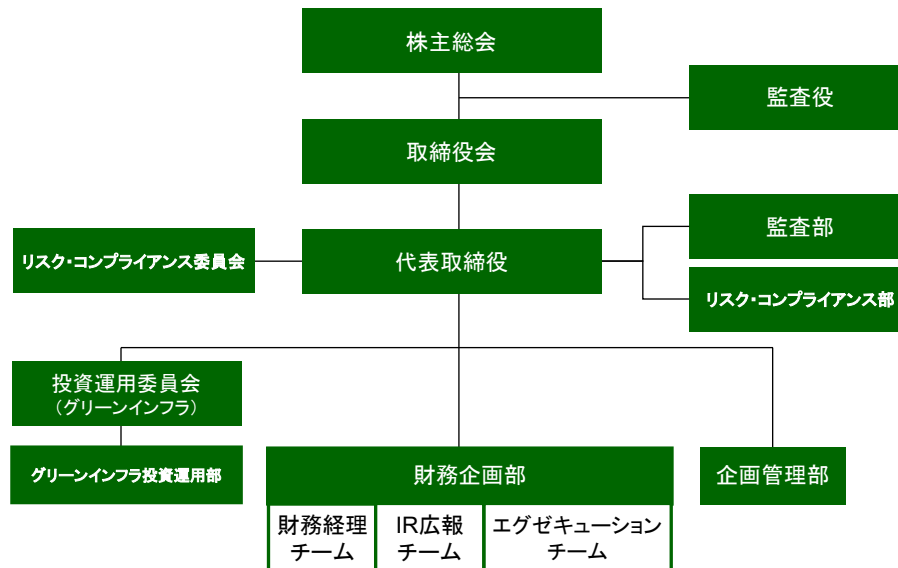 株主総会
監査役
取締役会
監査部
リスク・コンプライアンス委員会
代表取締役
リスク・コンプライアンス部
投資運用委員会
（グリーンインフラ）
グリーンインフラ投資運用部
財務企画部
企画管理部
財務経理
チーム
IR広報
チーム
エグゼキューション
チーム